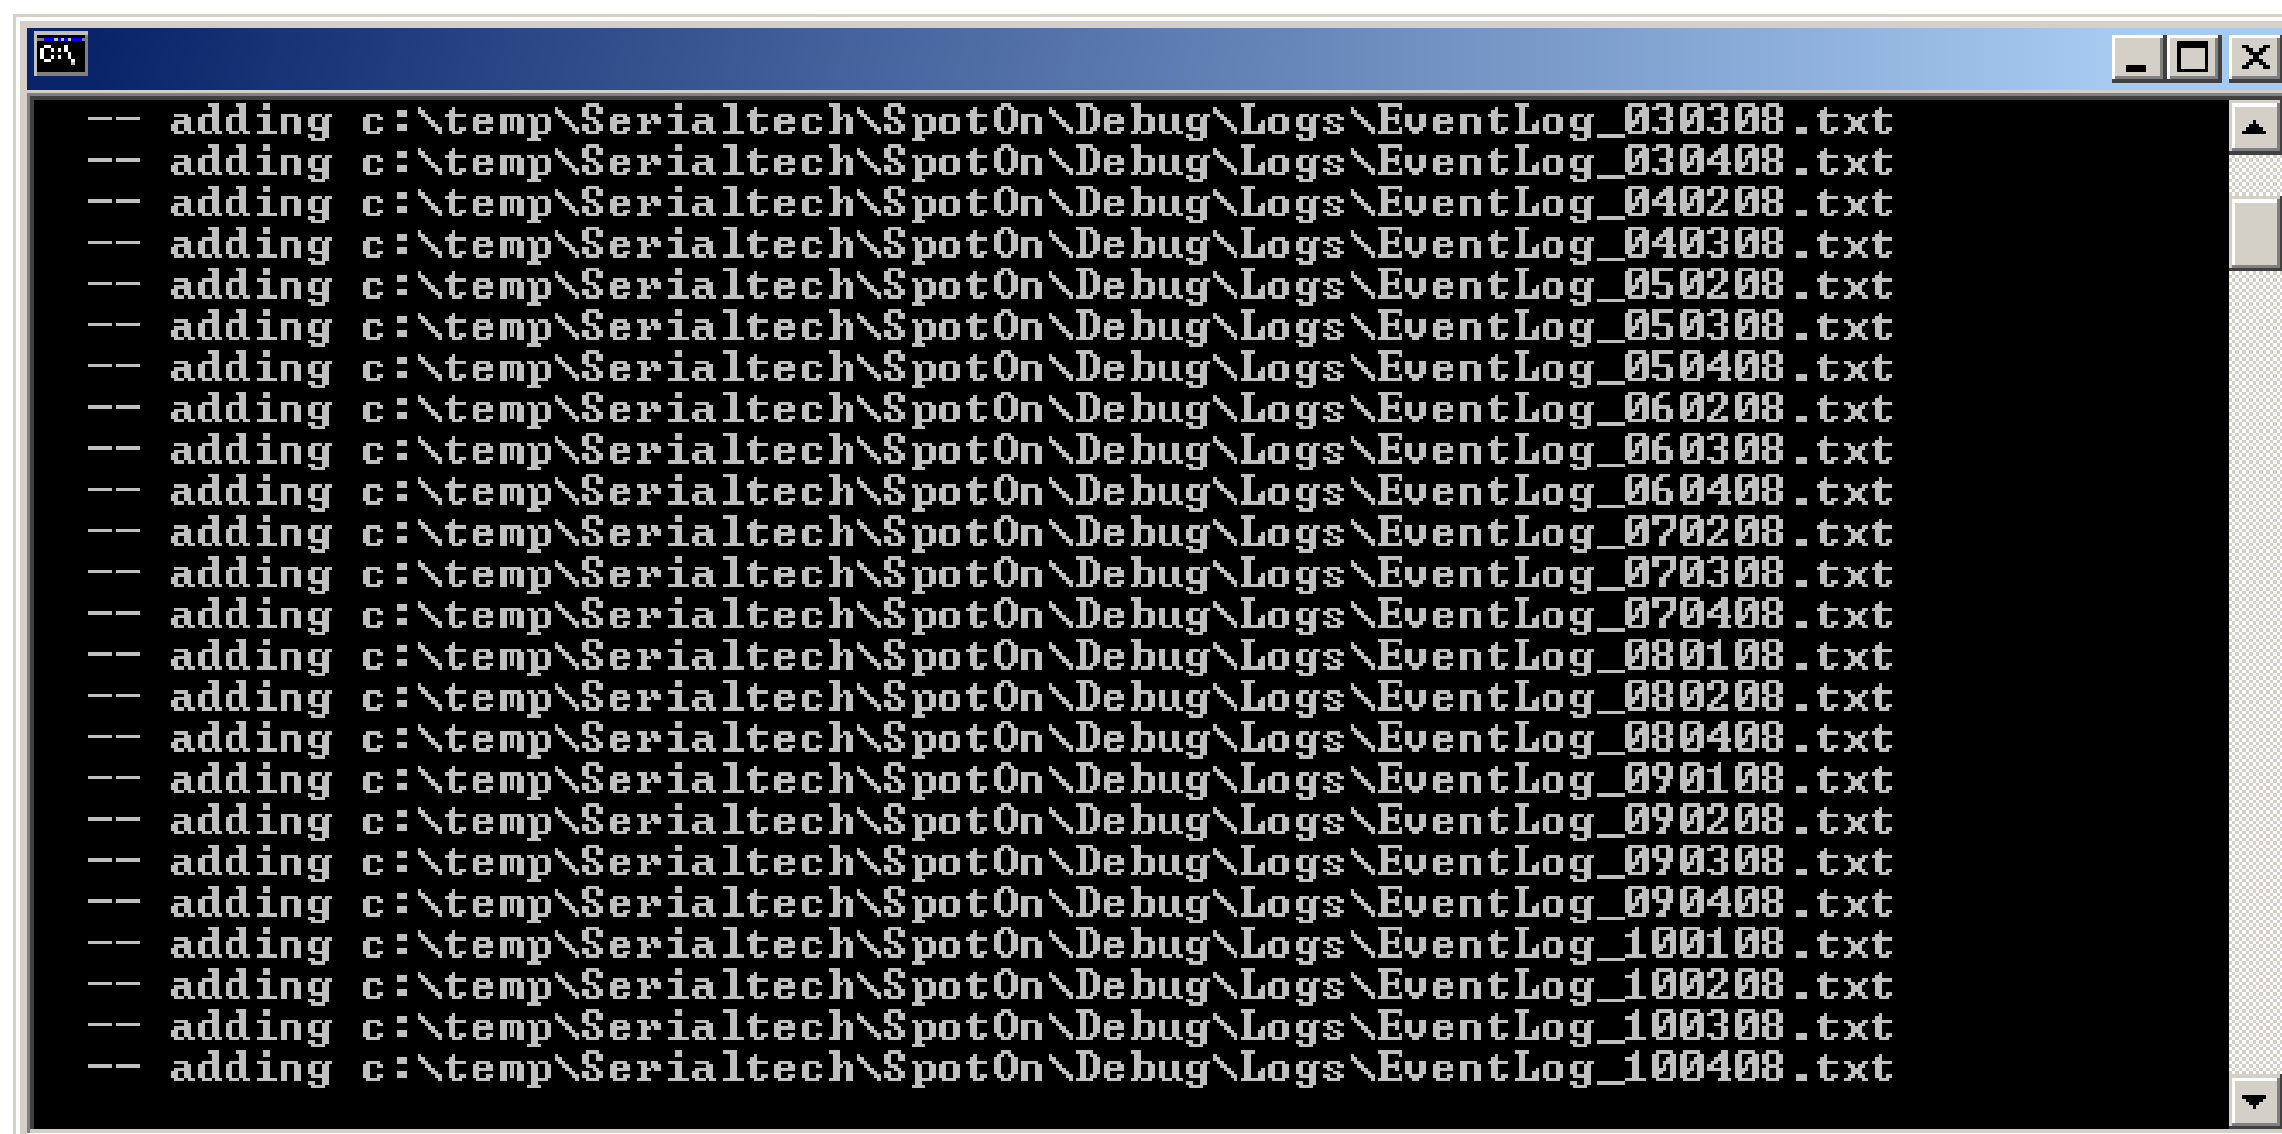 C:\
-- adding c:\temp\Serialtech\SpotOn\Debug\Logs\EventLog_030308.txt
-- adding c:\temp\Serialtech\SpotOn\Debug\Logs\EventLog_030408.txt
-- adding c:\temp\Serialtech\SpotOn\Debug\Logs\EventLog_040208.txt
-- adding c:\temp\Serialtech\SpotOn\Debug\Logs\EventLog_040308.txt
-- adding c:\temp\Serialtech\SpotOn\Debug\Logs\EventLog_050208.txt
-- adding c:\temp\Serialtech\SpotOn\Debug\Logs\EventLog_050308.txt
-- adding c:\temp\Serialtech\SpotOn\Debug\Logs\EventLog_050408.txt
-- adding c:\temp\Serialtech\SpotOn\Debug\Logs\EventLog_060208.txt
-- adding c:\temp\Serialtech\SpotOn\Debug\Logs\EventLog_060308.txt
-- adding c:\temp\Serialtech\SpotOn\Debug\Logs\EventLog_060408.txt
-- adding c:\temp\Serialtech\SpotOn\Debug\Logs\EventLog_070208.txt
-- adding c:\temp\Serialtech\SpotOn\Debug\Logs\EventLog_070308.txt
-- adding c:\temp\Serialtech\SpotOn\Debug\Logs\EventLog_070408.txt
-- adding c:\temp\Serialtech\SpotOn\Debug\Logs\EventLog_080108.txt
-- adding c:\temp\Serialtech\SpotOn\Debug\Logs\EventLog_080208.txt
-- adding c:\temp\Serialtech\SpotOn\Debug\Logs\EventLog_080408.txt
-- adding c:\temp\Serialtech\SpotOn\Debug\Logs\EventLog_090108.txt
-- adding c:\temp\Serialtech\SpotOn\Debug\Logs\EventLog_090208.txt
-- adding c:\temp\Serialtech\SpotOn\Debug\Logs\EventLog_090308.txt
-- adding c:\temp\Serialtech\SpotOn\Debug\Logs\EventLog_090408.txt
-- adding c:\temp\Serialtech\SpotOn\Debug\Logs\EventLog_100108.txt
-- adding c:\temp\Serialtech\SpotOn\Debug\Logs\EventLog_100208.txt
-- adding c:\temp\Serialtech\SpotOn\Debug\Logs\EventLog_100308.txt
-- adding c:\temp\Serialtech\SpotOn\Debug\Logs\EventLog_100408.txt